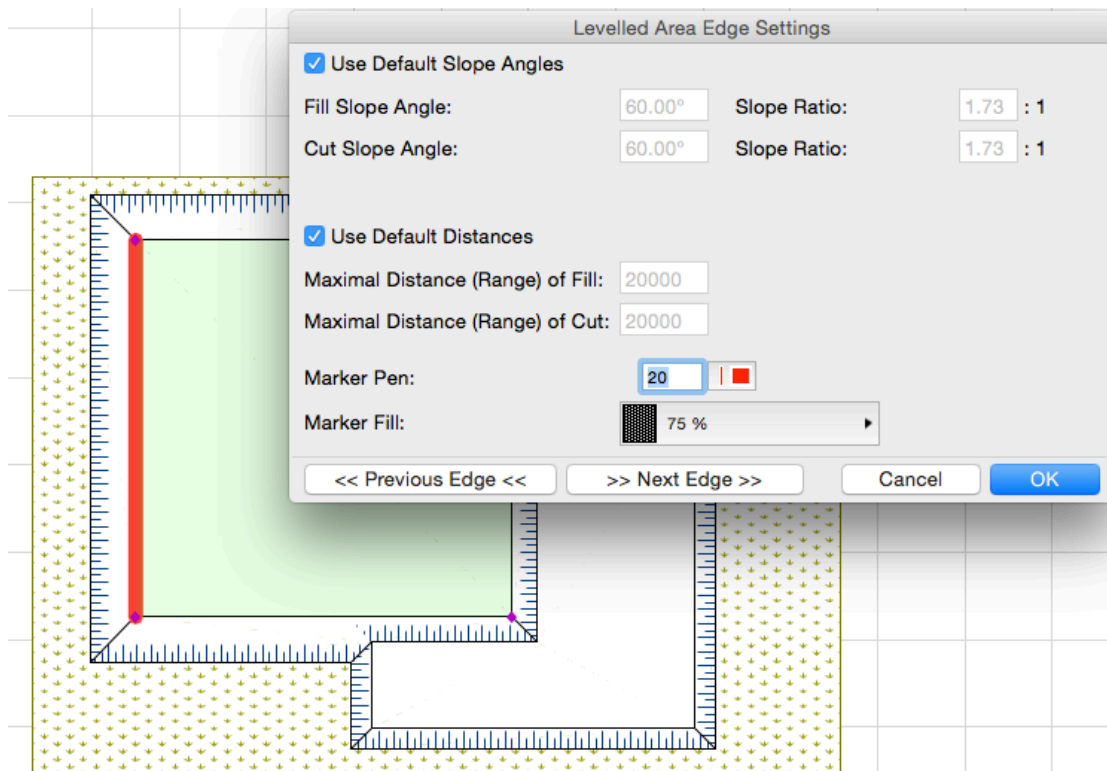 Levelled Area Edge Settings
Use Default Slope Angles
Fill Slope Angle: 60.00° Slope Ratio: 1.73 : 1
Cut Slope Angle: 60.00° Slope Ratio: 1.73 : 1
Use Default Distances
Maximal Distance (Range) of Fill: 20000
Maximal Distance (Range) of Cut: 20000
Marker Pen: 20
Marker Fill: 75 %
<< Previous Edge << >> Next Edge >> Cancel OK